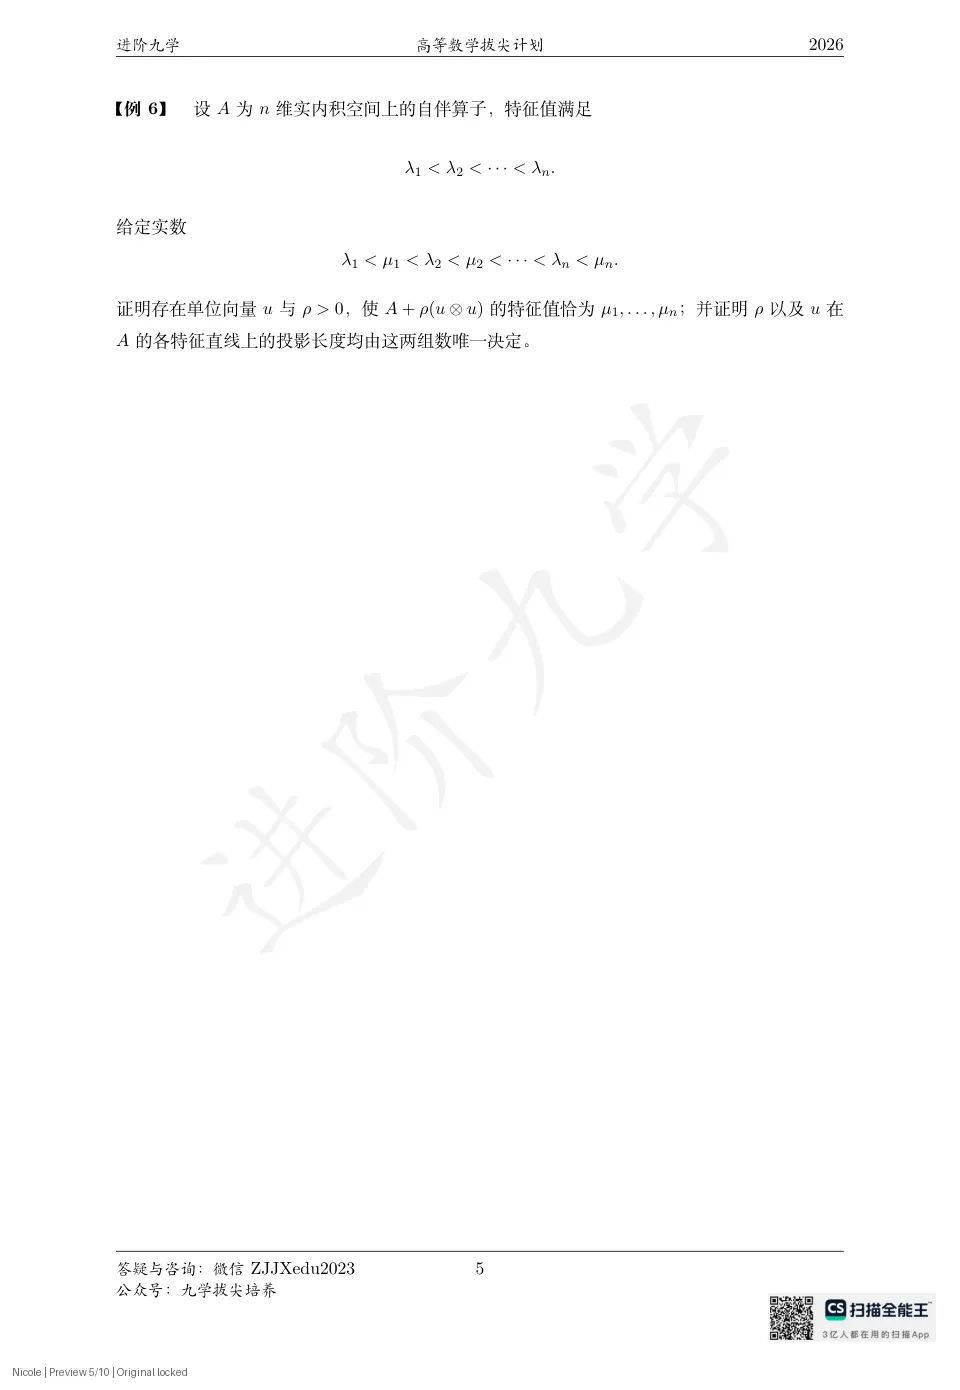 进阶九学 高等数学拔尖计划 2026
【例 6】 设 A 为 n 维实内积空间上的自伴算子，特征值满足
λ₁ < λ₂ < ··· < λₙ.
给定实数
λ₁ < μ₁ < λ₂ < μ₂ < ··· < λₙ < μₙ.
证明存在单位向量 u 与 ρ > 0，使 A + ρ(u ⊗ u) 的特征值恰为 μ₁, . . . , μₙ；并证明 ρ 以及 u 在
A 的各特征直线上的投影长度均由这两组数唯一决定。
进阶九学
答疑与咨询：微信 ZJJXedu2023 5
公众号：九学拔尖培养
CS 扫描全能王™
3亿人都在用的扫描App
Nicole | Preview 5/10 | Original locked